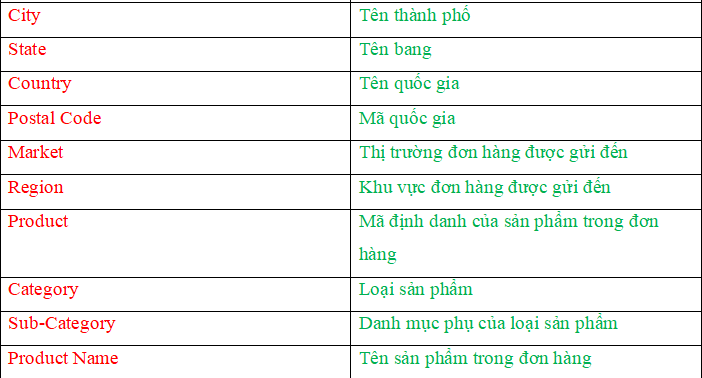 City Tên thành phố
State Tên bang
Country Tên quốc gia
Postal Code Mã quốc gia
Market Thị trường đơn hàng được gửi đến
Region Khu vực đơn hàng được gửi đến
Product Mã định danh của sản phẩm trong đơn
hàng
Category Loại sản phẩm
Sub-Category Danh mục phụ của loại sản phẩm
Product Name Tên sản phẩm trong đơn hàng